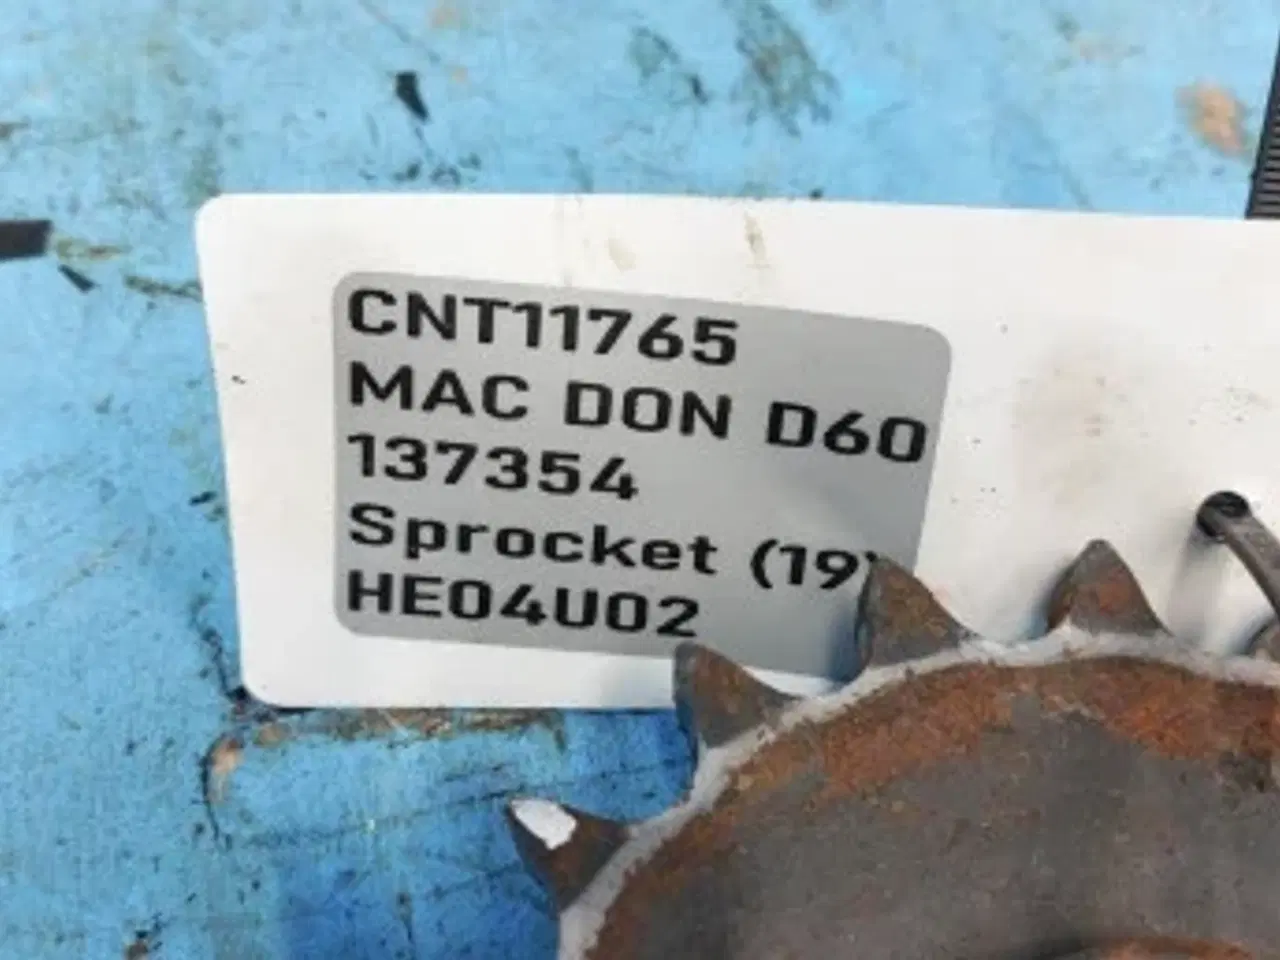 CNT11765
MAC DON D60
137354
Sprocket (19)
HE04U02